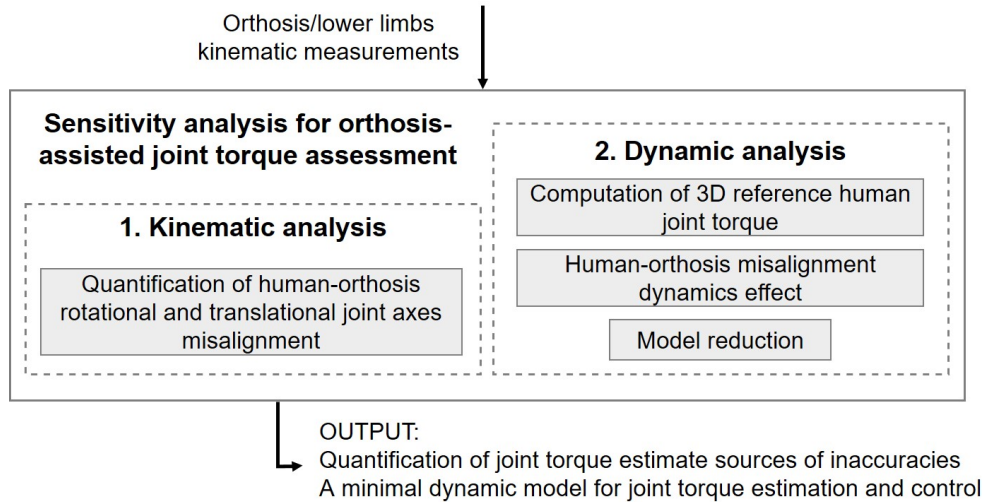 Orthosis/lower limbs
kinematic measurements
Sensitivity analysis for orthosis-
assisted joint torque assessment
1. Kinematic analysis
Quantification of human-orthosis
rotational and translational joint axes
misalignment
2. Dynamic analysis
Computation of 3D reference human
joint torque
Human-orthosis misalignment
dynamics effect
Model reduction
OUTPUT:
Quantification of joint torque estimate sources of inaccuracies
A minimal dynamic model for joint torque estimation and control